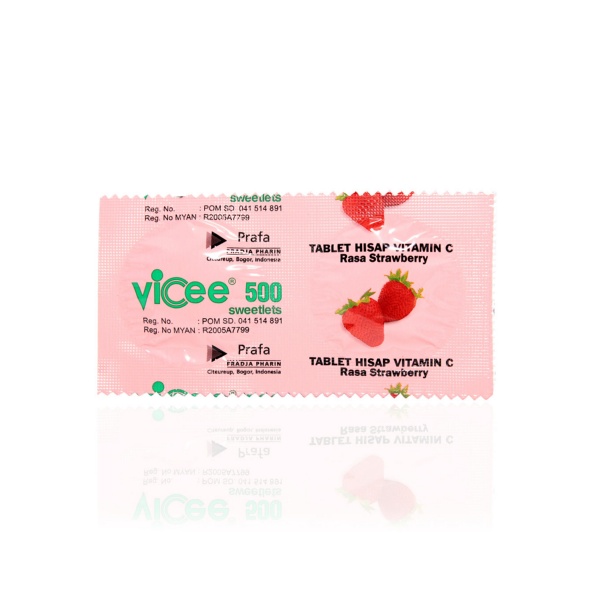 sweetlets
Reg. No. : POM SD. 041 514 891
Reg. No MYAN : R2005A7799
Prafa
PRADJA PHARIN
Citeureup, Bogor, Indonesia
vicee® 500
sweetlets
Reg. No. : POM SD. 041 514 891
Reg. No MYAN : R2005A7799
Prafa
PRADJA PHARIN
Citeureup, Bogor, Indonesia
TABLET HISAP VITAMIN C
Rasa Strawberry
TABLET HISAP VITAMIN C
Rasa Strawberry